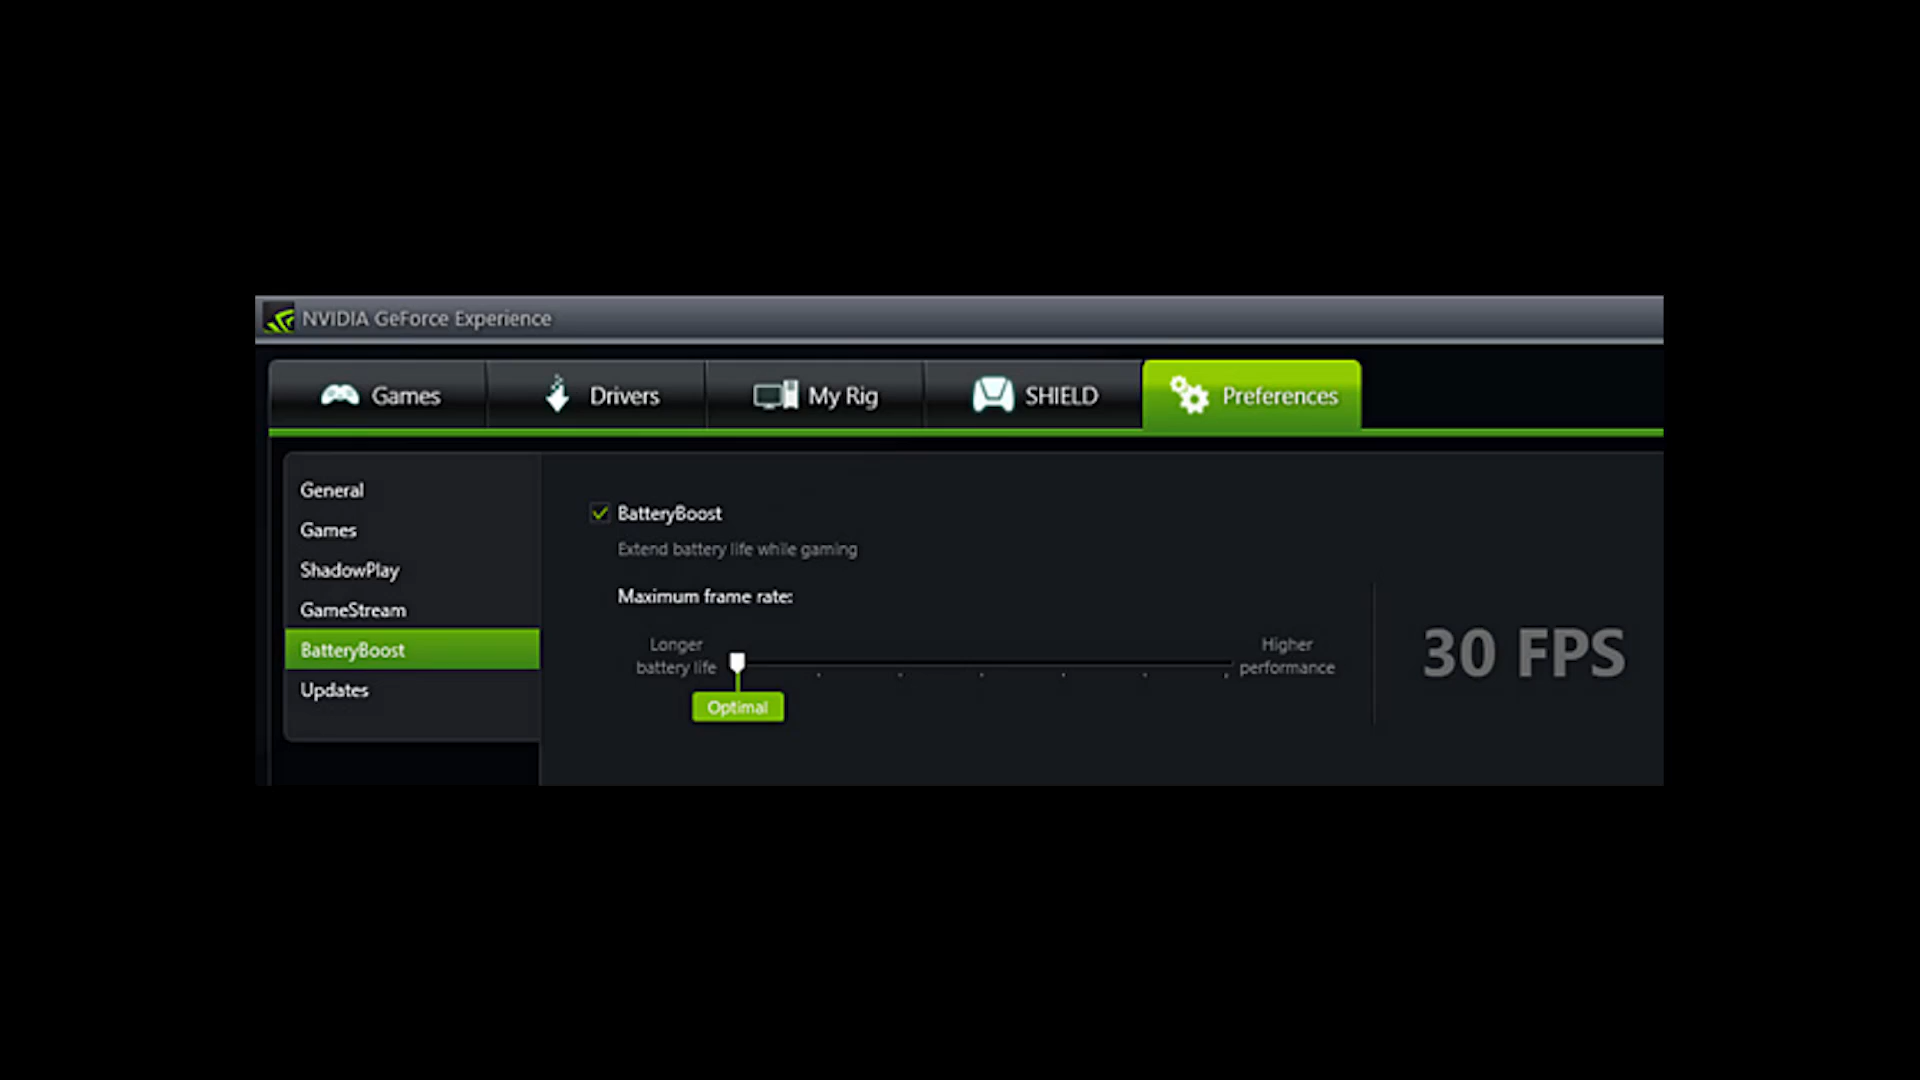 NVIDIA GeForce Experience
Games
Drivers
My Rig
SHIELD
Preferences
General
Games
ShadowPlay
GameStream
BatteryBoost
Updates
BatteryBoost
Extend battery life while gaming
Maximum frame rate:
Longer
battery life
Higher
performance
Optimal
30 FPS